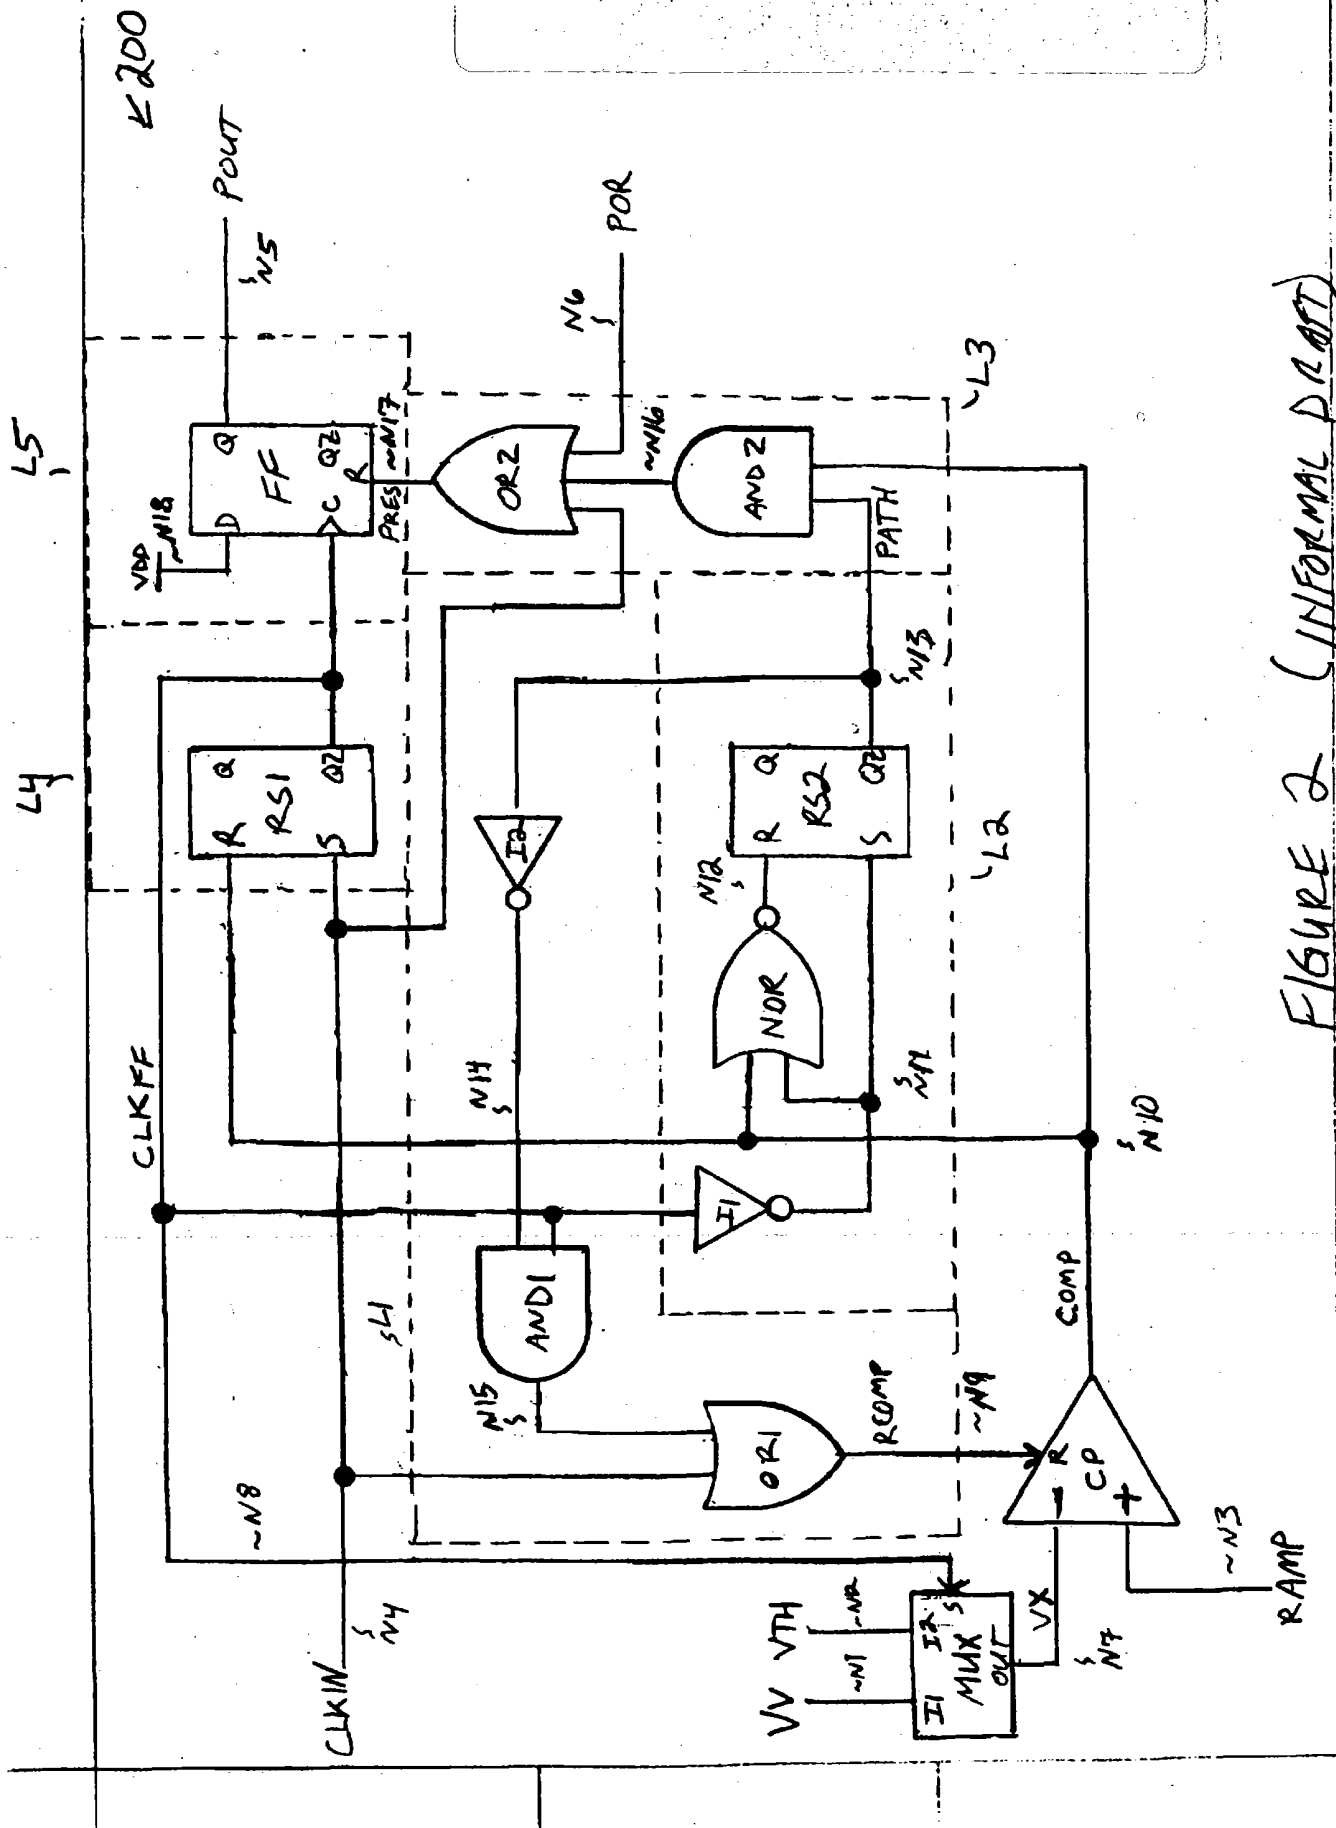 200
L5
L4
POUT
N5
VDD
~N18
D
Q
FF
C
QZ
R
PRES
~N17
N6
POR
OR2
~N16
AND2
PATH
L3
CLKFF
R
Q
RS1
S
QZ
I2
N14
N13
R
Q
RS2
S
QZ
N12
NOR
N11
L2
I1
AND1
N15
L1
OR1
RCOMP
~N9
COMP
N10
R
CP
-
+
~N8
CLKIN
N4
VV
~N1
VTH
~N2
I1
I2
S
MUX
OUT
VX
N7
~N3
RAMP
FIGURE 2 (INFORMAL DRAFT)